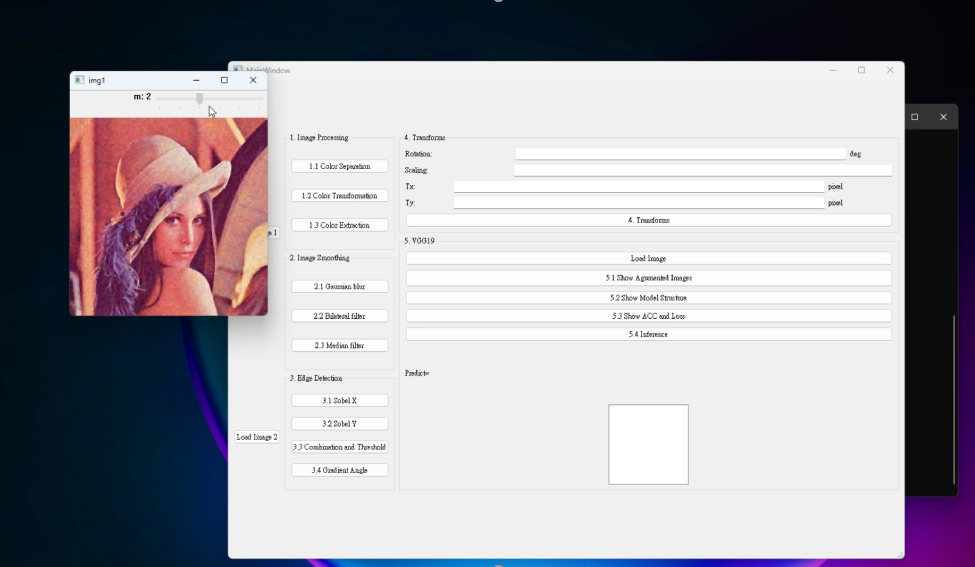 img1
m: 2
MainWindow
1. Image Processing
1.1 Color Separation
1.2 Color Transformation
1.3 Color Extraction
2. Image Smoothing
2.1 Gaussian blur
2.2 Bilateral filter
2.3 Median filter
3. Edge Detection
3.1 Sobel X
3.2 Sobel Y
3.3 Combination and Threshold
3.4 Gradient Angle
Load Image 2
4. Transforms
Rotation:
deg
Scaling:
Tx:
pixel
Ty:
pixel
4. Transforms
5. VGG19
Load Image
5.1 Show Agumented Images
5.2 Show Model Structure
5.3 Show ACC and Loss
5.4 Inference
Predict=